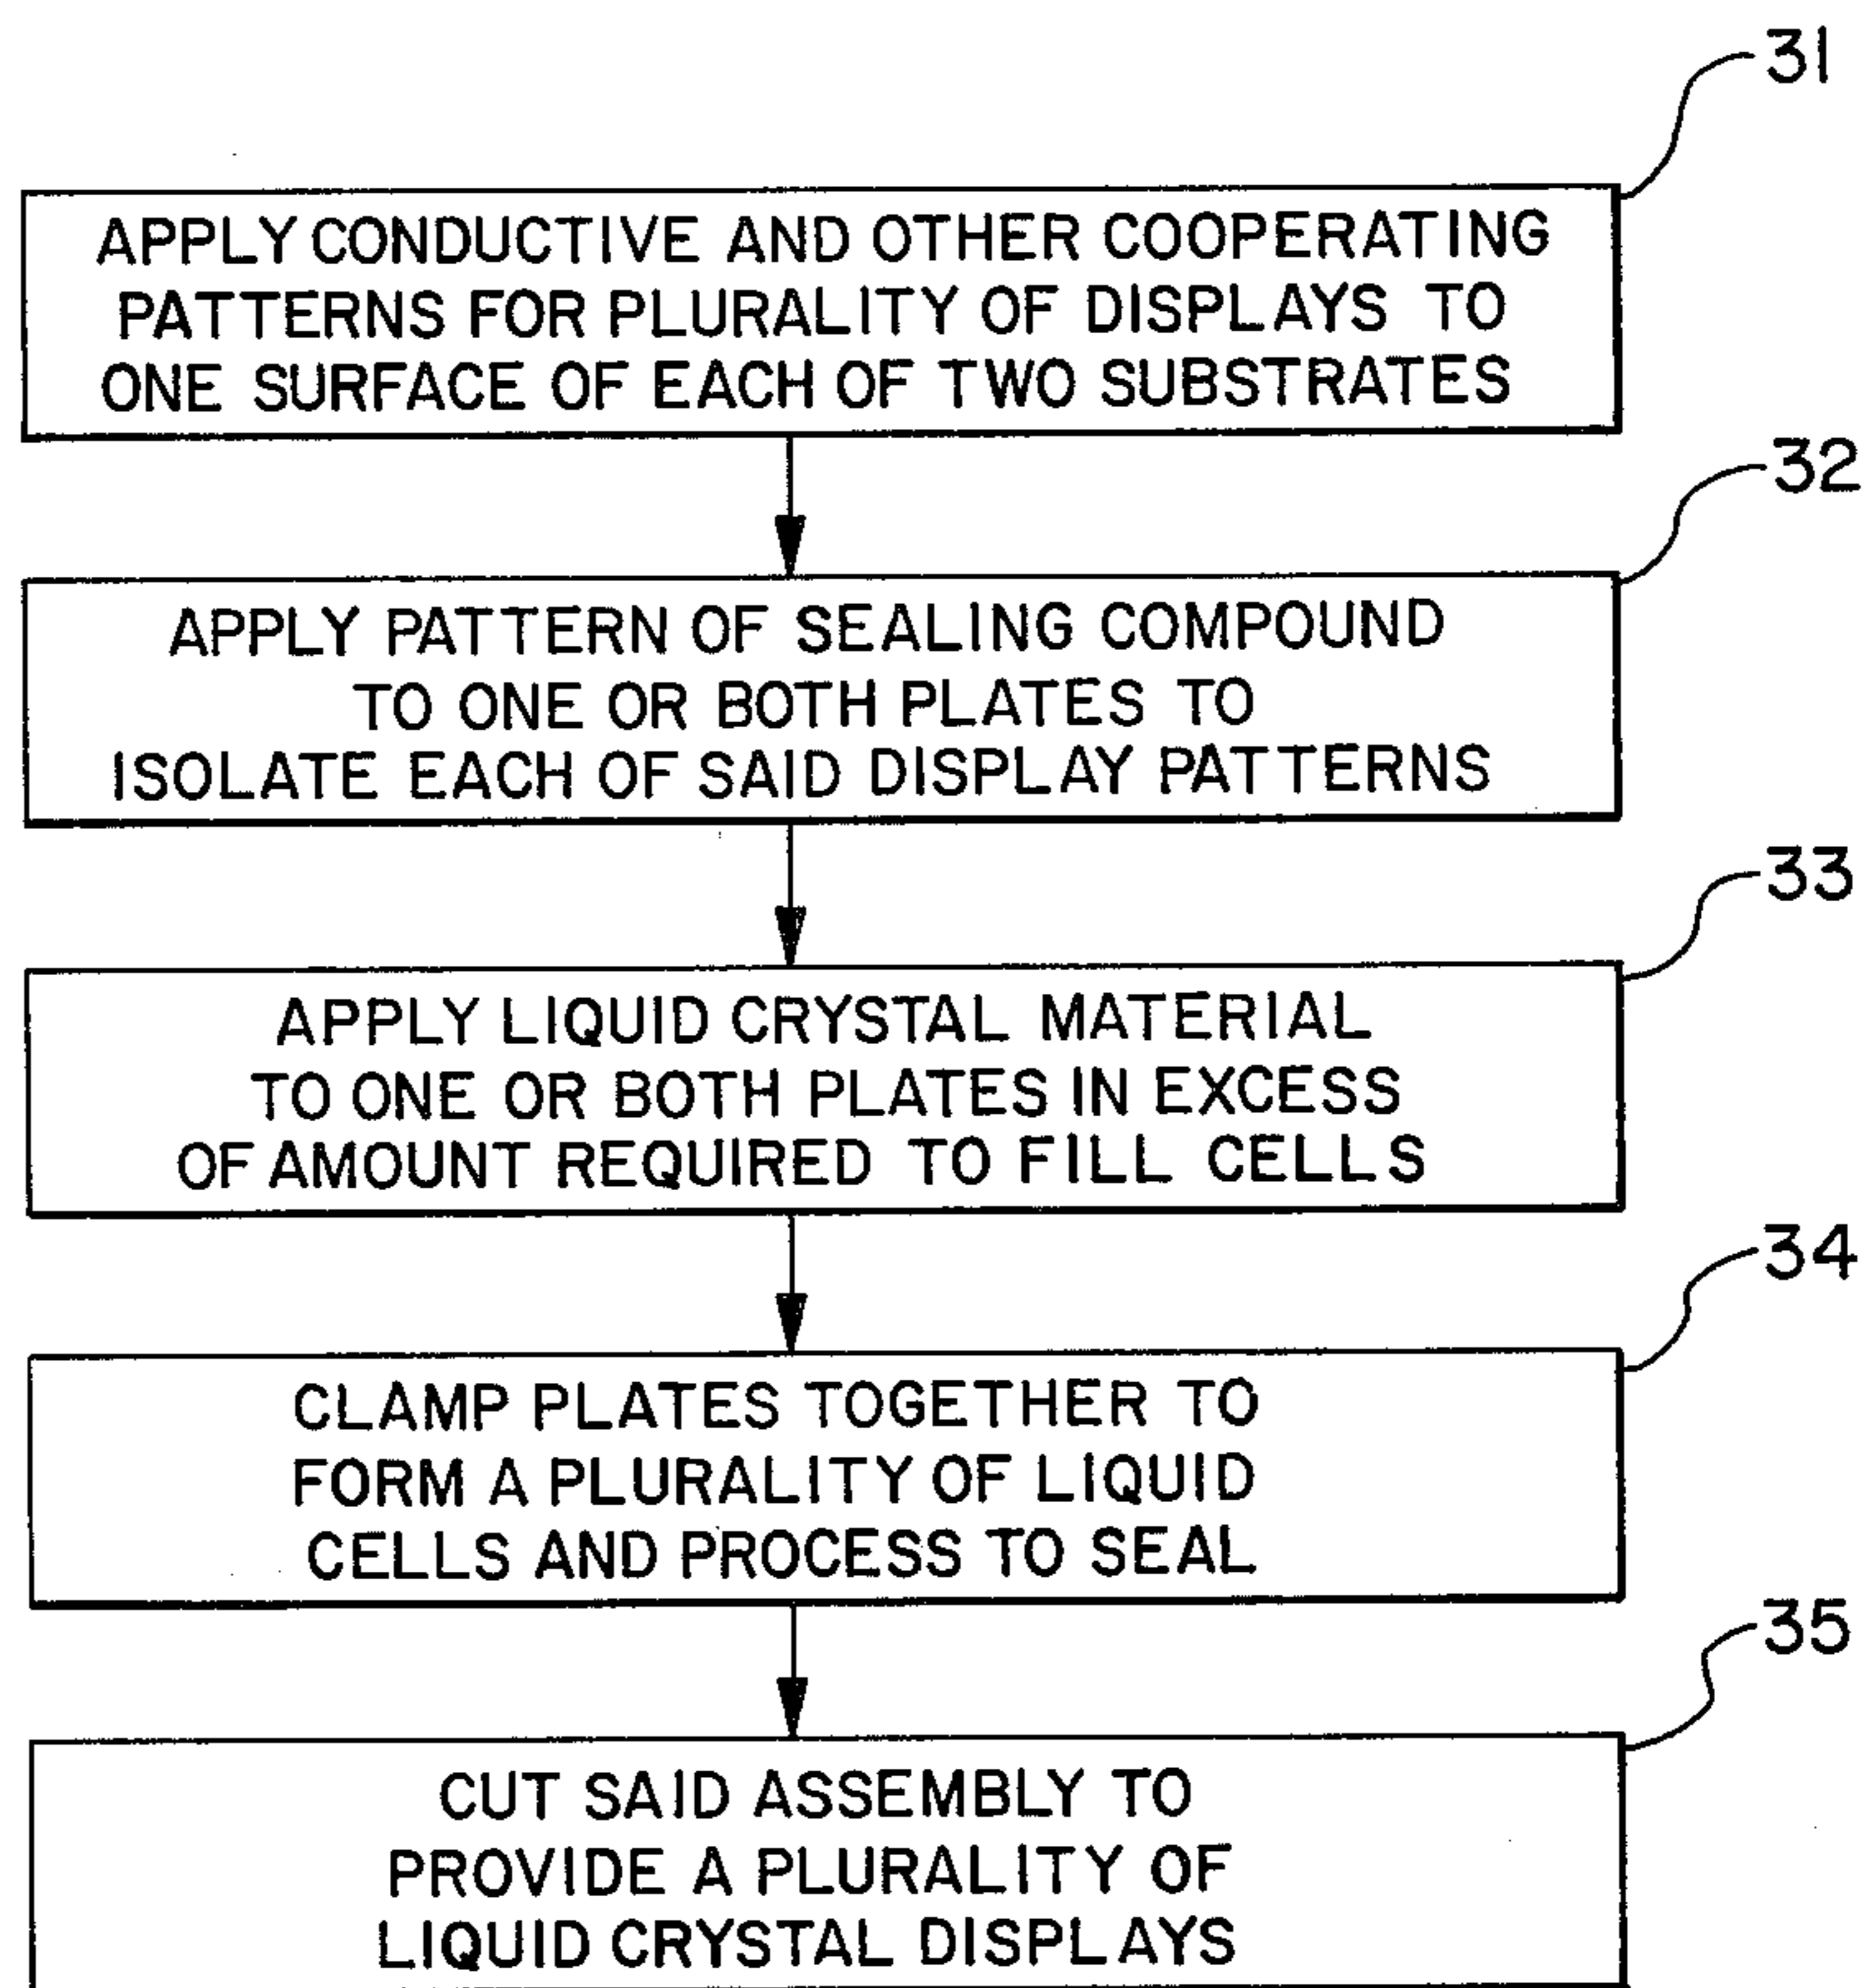 31
APPLY CONDUCTIVE AND OTHER COOPERATING
PATTERNS FOR PLURALITY OF DISPLAYS TO
ONE SURFACE OF EACH OF TWO SUBSTRATES
32
APPLY PATTERN OF SEALING COMPOUND
TO ONE OR BOTH PLATES TO
ISOLATE EACH OF SAID DISPLAY PATTERNS
33
APPLY LIQUID CRYSTAL MATERIAL
TO ONE OR BOTH PLATES IN EXCESS
OF AMOUNT REQUIRED TO FILL CELLS
34
CLAMP PLATES TOGETHER TO
FORM A PLURALITY OF LIQUID
CELLS AND PROCESS TO SEAL
35
CUT SAID ASSEMBLY TO
PROVIDE A PLURALITY OF
LIQUID CRYSTAL DISPLAYS